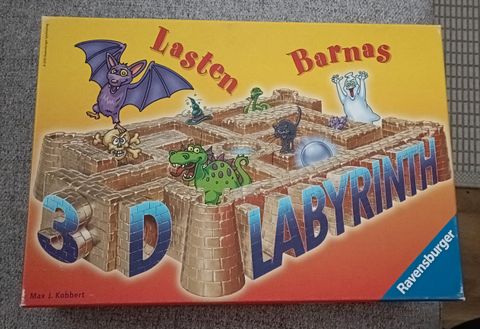 Lasten
Barnas
3D LABYRINTH
Max J. Kobbert
Ravensburger